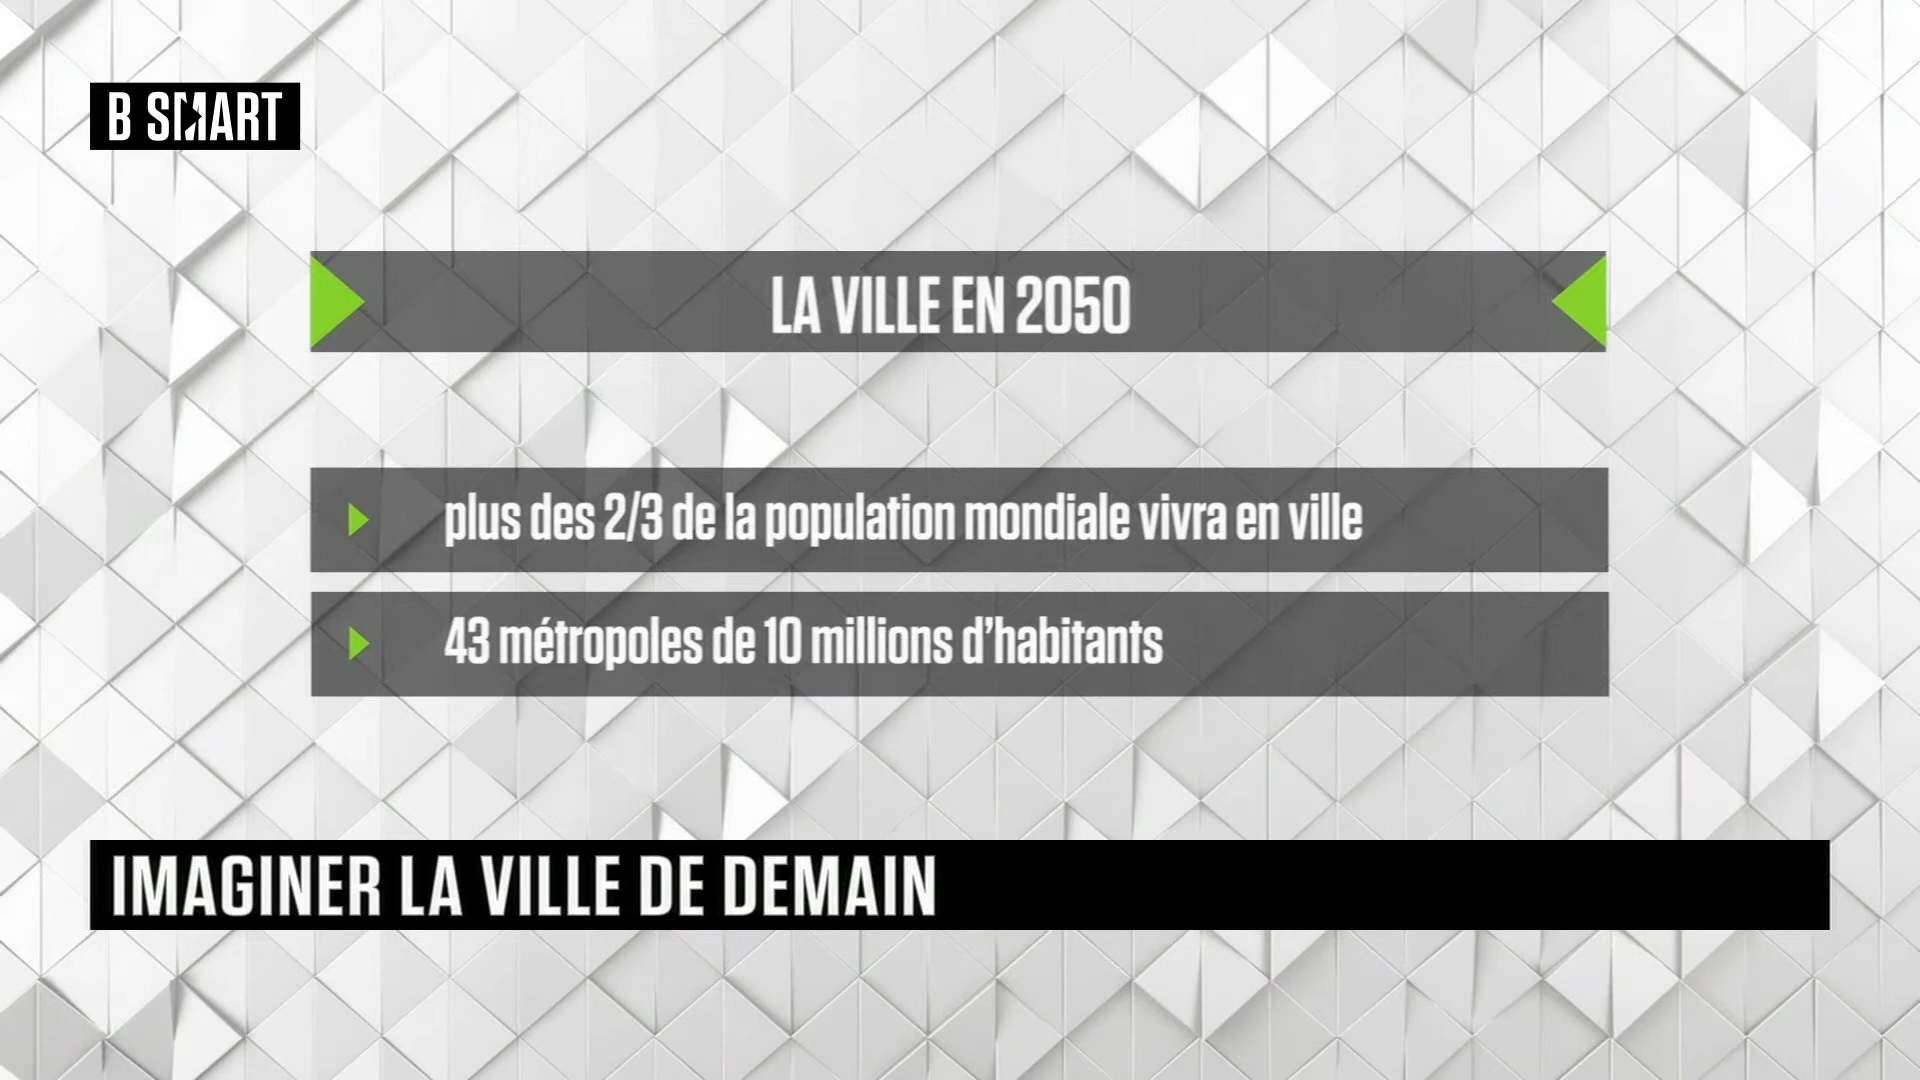 B SMART
LA VILLE EN 2050
plus des 2/3 de la population mondiale vivra en ville
43 métropoles de 10 millions d’habitants
IMAGINER LA VILLE DE DEMAIN